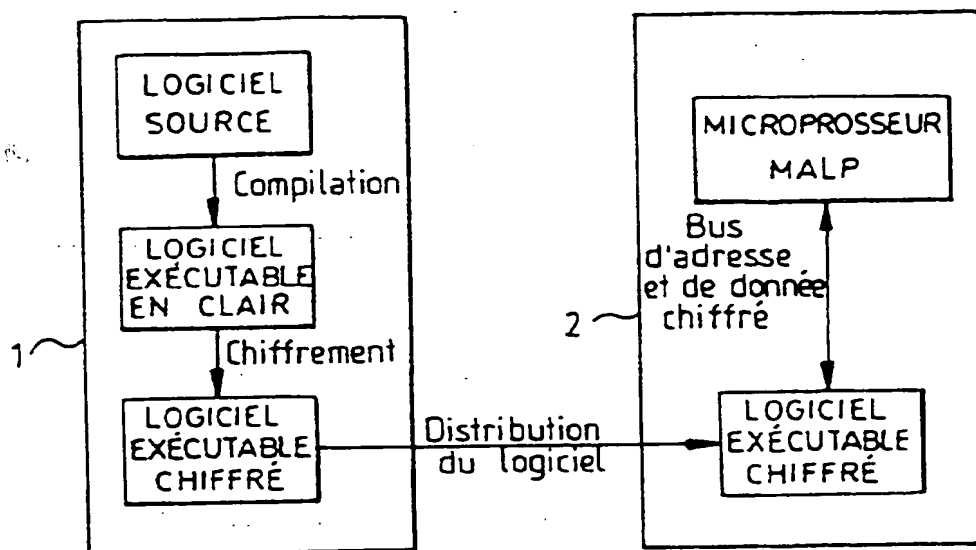 LOGICIEL
SOURCE
Compilation
LOGICIEL
EXÉCUTABLE
EN CLAIR
1
Chiffrement
LOGICIEL
EXÉCUTABLE
CHIFFRÉ
Distribution
du logiciel
MICROPROSSEUR
MALP
Bus
d'adresse
et de donnée
chiffré
2
LOGICIEL
EXÉCUTABLE
CHIFFRÉ